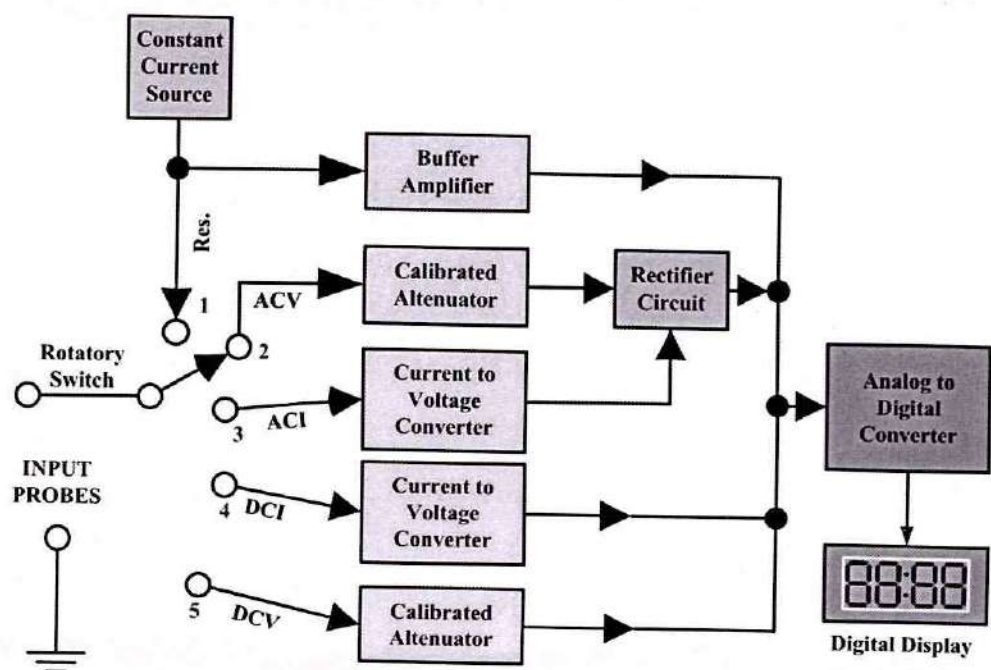 Constant
Current
Source
Buffer
Amplifier
Res.
1
ACV
Calibrated
Altenuator
Rectifier
Circuit
2
Rotatory
Switch
3
ACI
Current to
Voltage
Converter
Analog to
Digital
Converter
INPUT
PROBES
4
DCI
Current to
Voltage
Converter
5
DCV
Calibrated
Altenuator
88:88
Digital Display